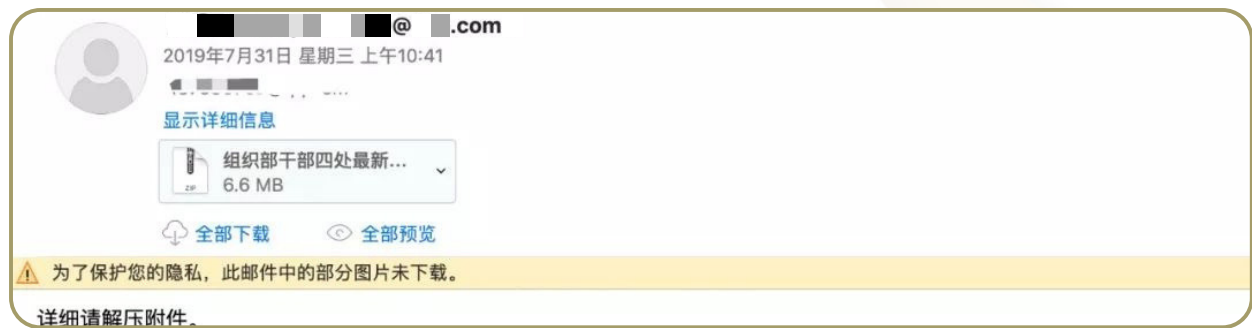 @ .com
2019年7月31日 星期三 上午10:41
显示详细信息
组织部干部四处最新...
ZIP
6.6 MB
全部下载
全部预览
为了保护您的隐私，此邮件中的部分图片未下载。
详细请解压附件。